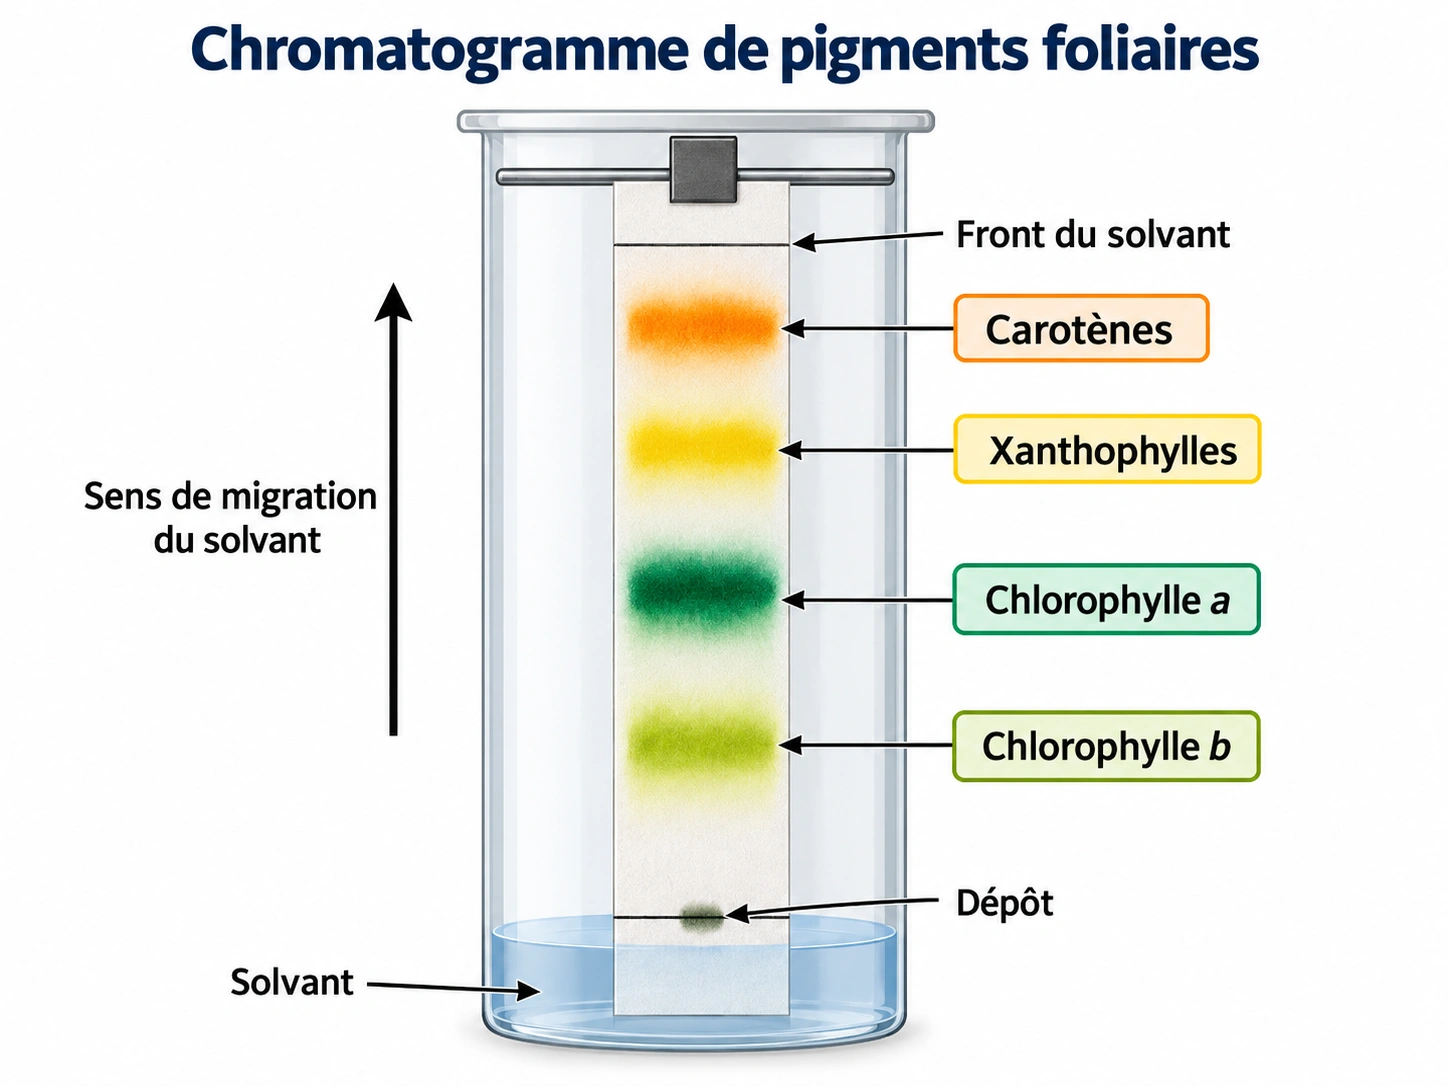 Chromatogramme de pigments foliaires
Front du solvant
Carotènes
Xanthophylles
Sens de migration
du solvant
Chlorophylle a
Chlorophylle b
Dépôt
Solvant